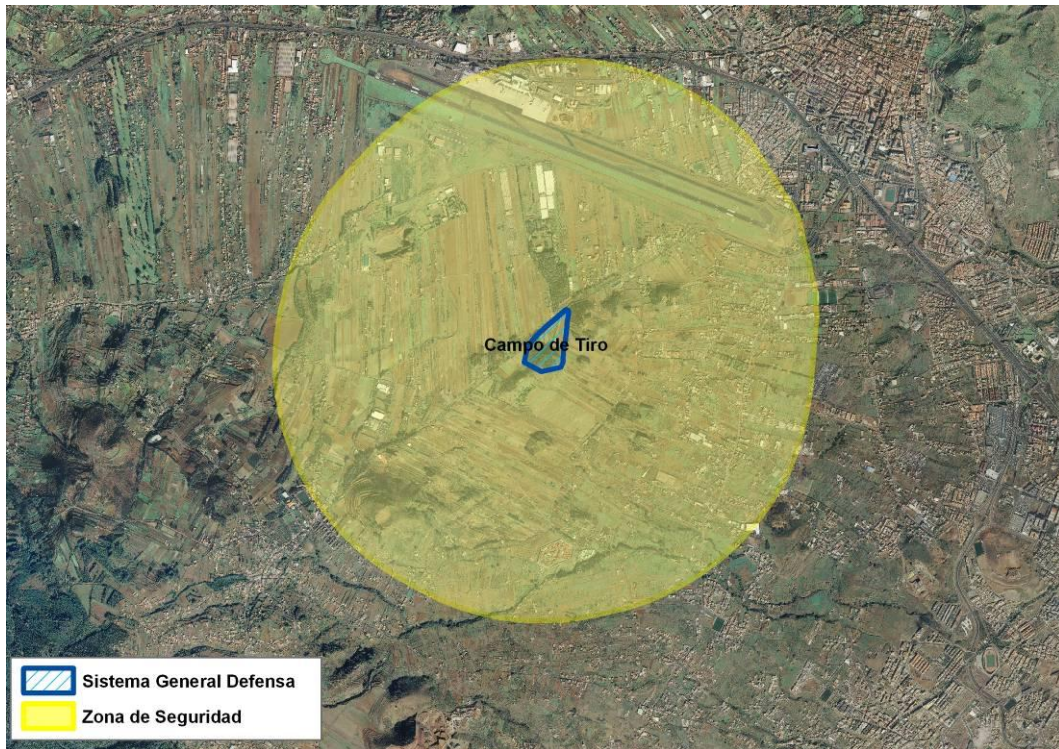 Campo de Tiro
Sistema General Defensa
Zona de Seguridad